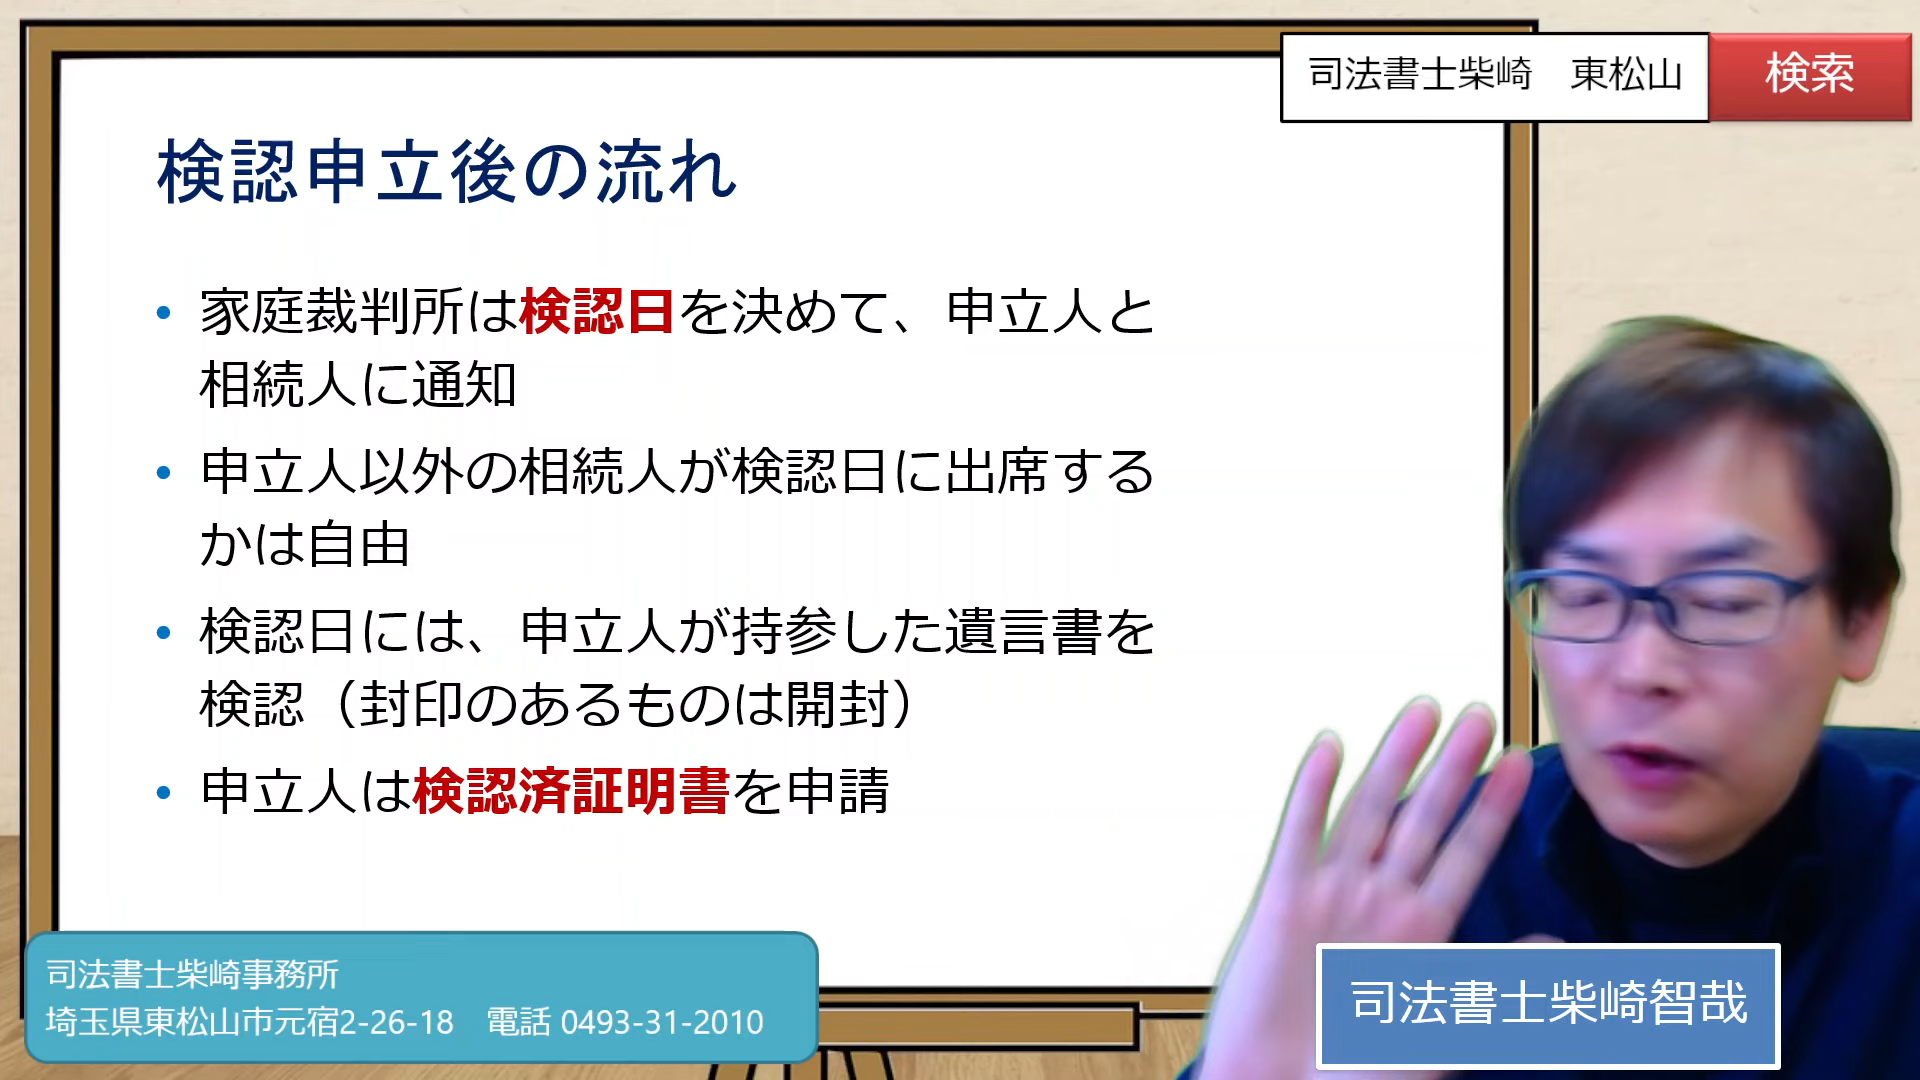 司法書士柴崎　東松山
検索
検認申立後の流れ
• 家庭裁判所は検認日を決めて、申立人と
相続人に通知
• 申立人以外の相続人が検認日に出席する
かは自由
• 検認日には、申立人が持参した遺言書を
検認（封印のあるものは開封）
• 申立人は検認済証明書を申請
司法書士柴崎事務所
埼玉県東松山市元宿2-26-18　電話 0493-31-2010
司法書士柴崎智哉